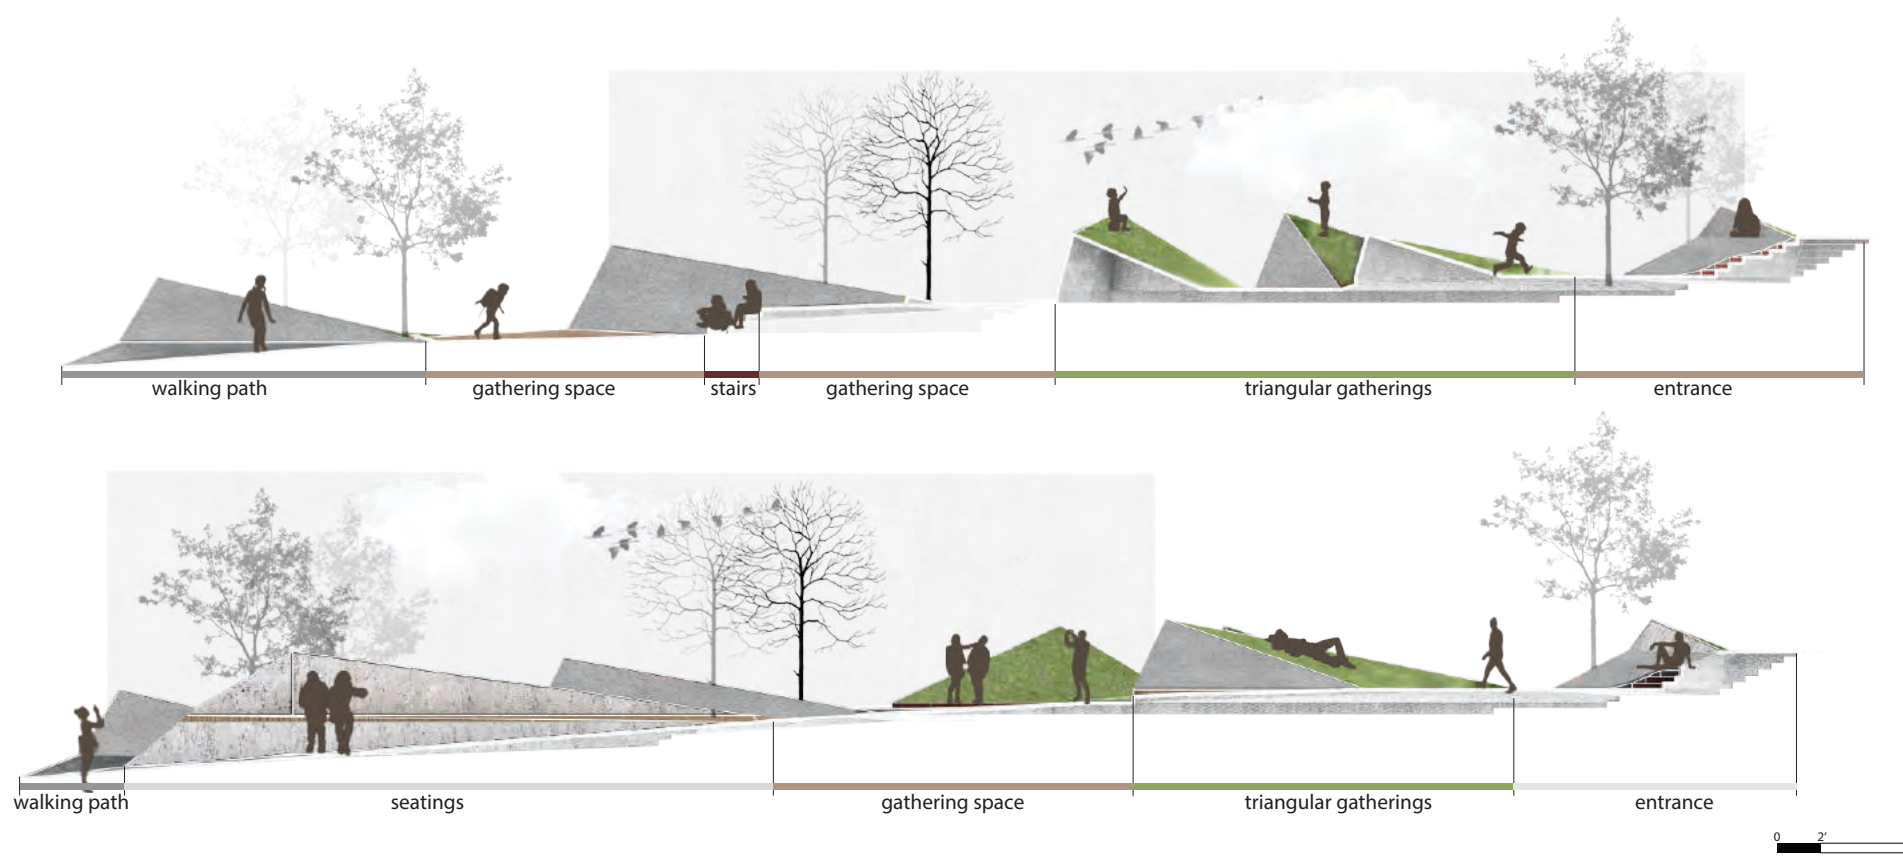 walking path
gathering space
stairs
gathering space
triangular gatherings
entrance
walking path
seatings
gathering space
triangular gatherings
entrance
0 2'